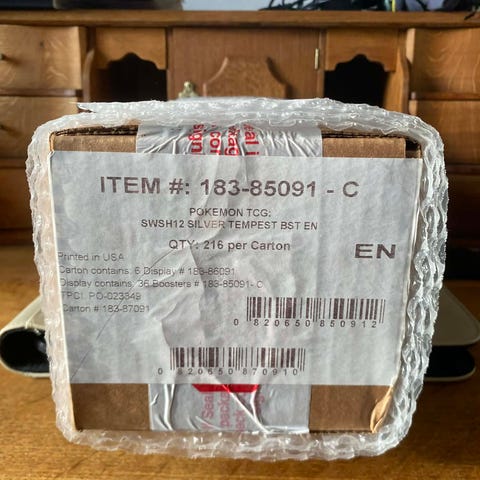 ITEM #: 183-85091 - C
POKEMON TCG:
SWSH12 SILVER TEMPEST BST EN
QTY: 216 per Carton
EN
Printed in USA
Carton contains: 6 Display # 183-86091
Display contains: 36 Boosters # 183-85091- C
TPCI PO-023349
Carton # 183-87091
0 820650 850912
0 820650 870910